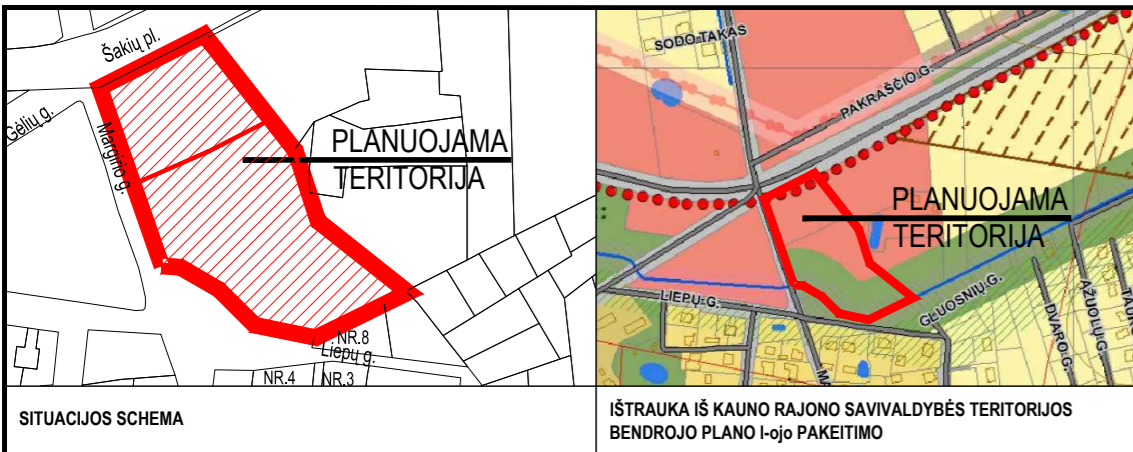 Šakių pl.
Gėlių g.
Margirio g.
PLANUOJAMA
TERITORIJA
NR.8
Liepų g.
NR.4
NR.3
SITUACIJOS SCHEMA
SODO TAKAS
PAKRAŠČIO G.
PLANUOJAMA
TERITORIJA
LIEPŲ G.
GLUOSNIŲ G.
DVARO G.
ĄŽUOLŲ G.
IŠTRAUKA IŠ KAUNO RAJONO SAVIVALDYBĖS TERITORIJOS
BENDROJO PLANO I-ojo PAKEITIMO